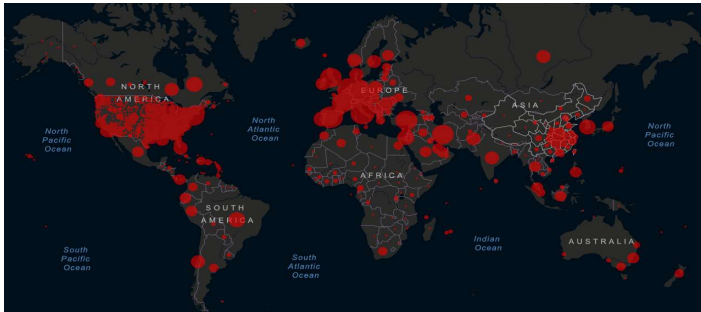 NORTH
AMERICA
EUROPE
ASIA
North
Pacific
Ocean
North
Atlantic
Ocean
North
Pacific
Ocean
AFRICA
SOUTH
AMERICA
South
Pacific
Ocean
South
Atlantic
Ocean
Indian
Ocean
AUSTRALIA